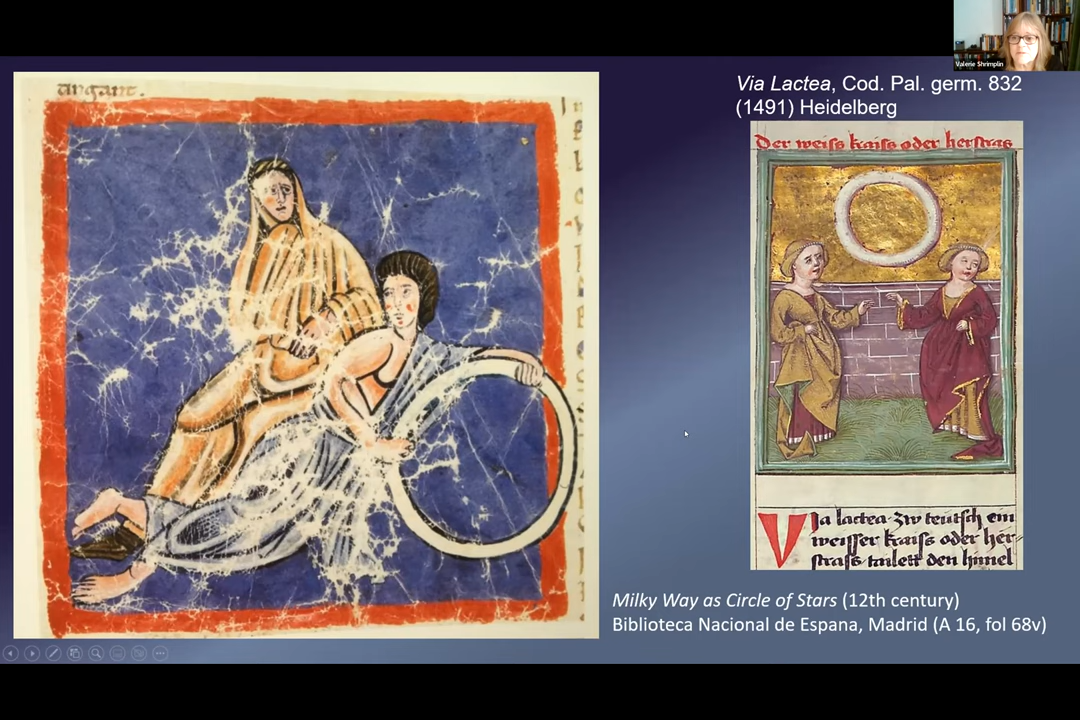 Valerie Shrimplin
Via Lactea, Cod. Pal. germ. 832
(1491) Heidelberg
argant.
Der weiss kraiss oder herstras
Via lactea zw teutsch ein
weisser kraiss oder her
strass tailett den himel
Milky Way as Circle of Stars (12th century)
Biblioteca Nacional de Espana, Madrid (A 16, fol 68v)